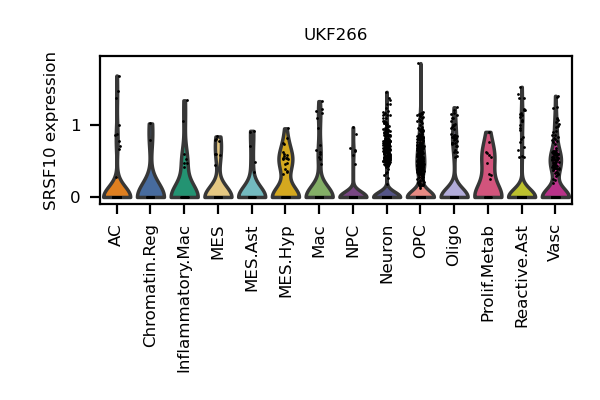 UKF266
SRSF10 expression
1
0
AC
Chromatin.Reg
Inflammatory.Mac
MES
MES.Ast
MES.Hyp
Mac
NPC
Neuron
OPC
Oligo
Prolif.Metab
Reactive.Ast
Vasc